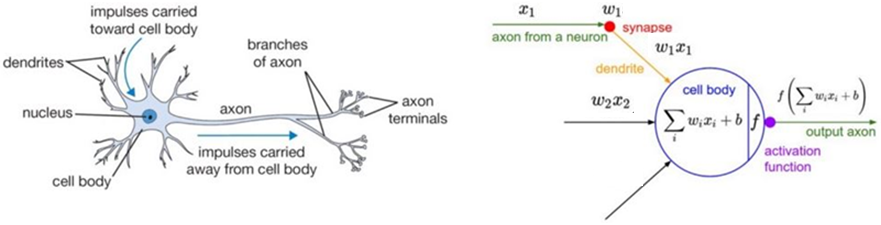 impulses carried
toward cell body
dendrites
nucleus
cell body
axon
impulses carried
away from cell body
branches
of axon
axon
terminals
x₁
w₁
synapse
axon from a neuron
w₁x₁
dendrite
w₂x₂
cell body
∑ᵢ wᵢxᵢ + b
f
f(∑ᵢ wᵢxᵢ + b)
output axon
activation
function